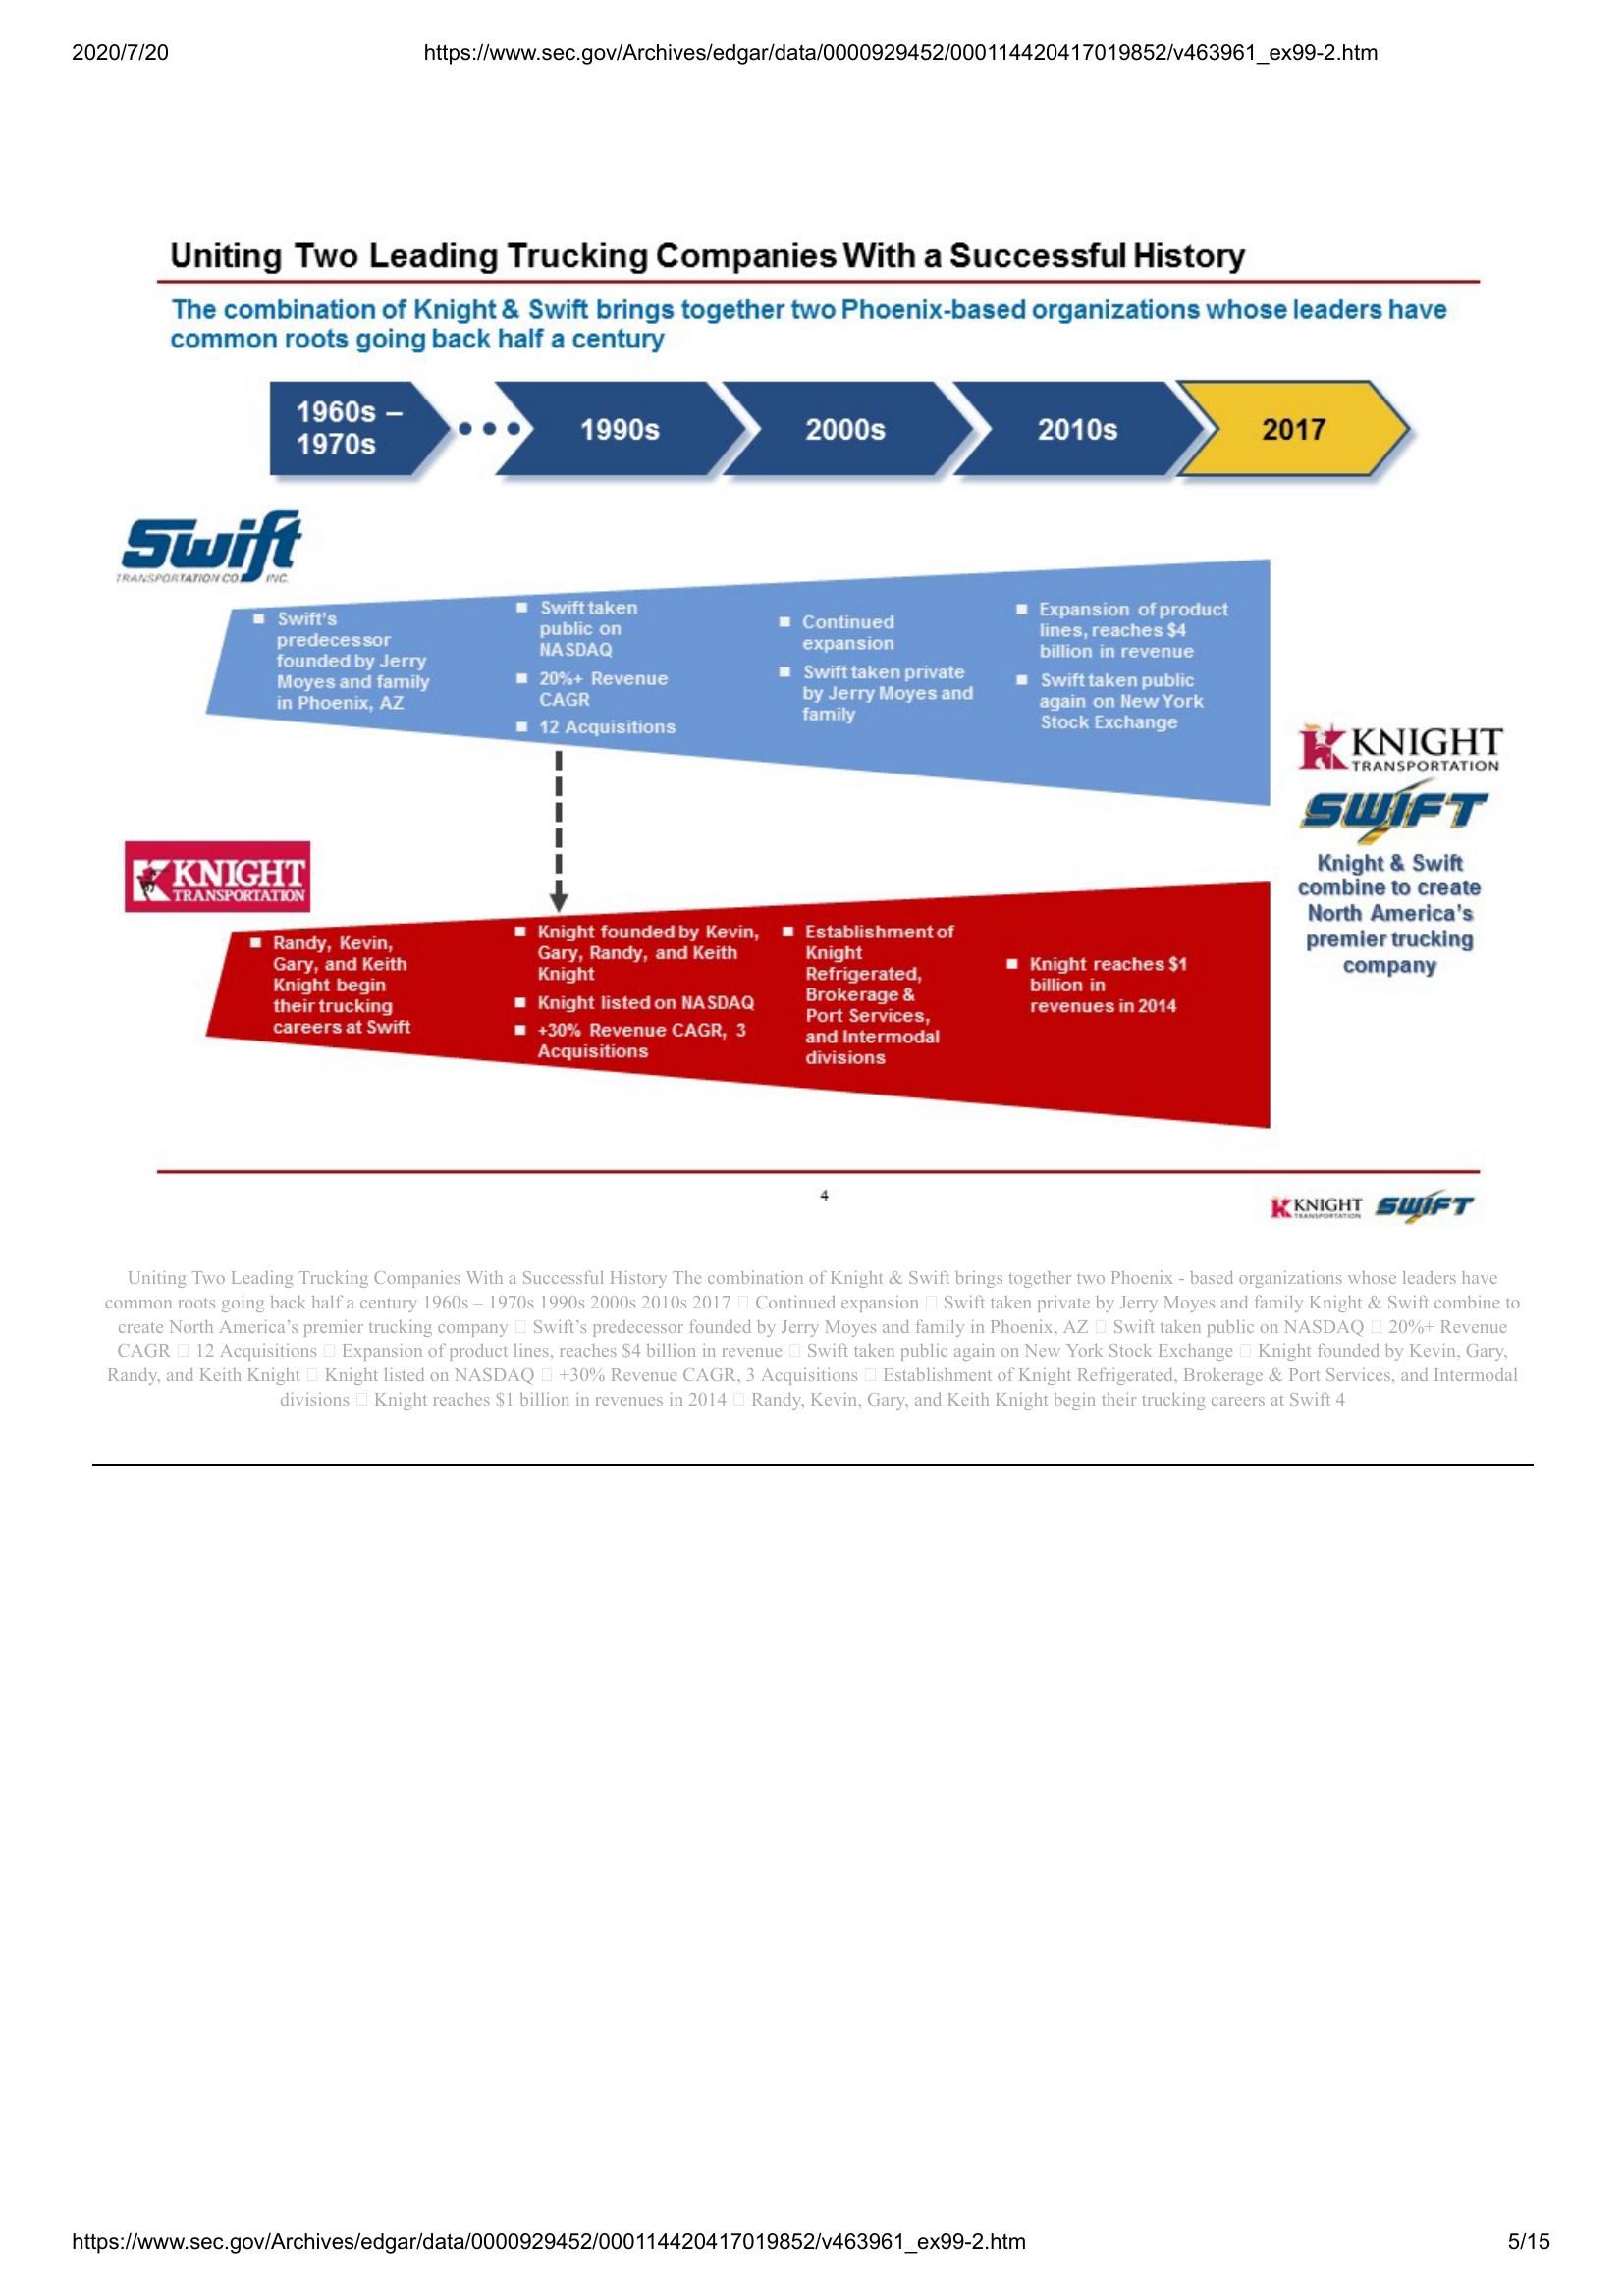 2020/7/20 https://www.sec.gov/Archives/edgar/data/0000929452/000114420417019852/v463961_ex99-2.htm
Uniting Two Leading Trucking Companies With a Successful History
The combination of Knight & Swift brings together two Phoenix-based organizations whose leaders have
common roots going back half a century
1960s –
1970s
1990s
2000s
2010s
2017
Swift
TRANSPORTATION CO. INC.
■ Swift's
predecessor
founded by Jerry
Moyes and family
in Phoenix, AZ
■ Swift taken
public on
NASDAQ
■ 20%+ Revenue
CAGR
■ 12 Acquisitions
■ Continued
expansion
■ Swift taken private
by Jerry Moyes and
family
■ Expansion of product
lines, reaches $4
billion in revenue
■ Swift taken public
again on New York
Stock Exchange
KNIGHT
TRANSPORTATION
■ Randy, Kevin,
Gary, and Keith
Knight begin
their trucking
careers at Swift
■ Knight founded by Kevin,
Gary, Randy, and Keith
Knight
■ Knight listed on NASDAQ
■ +30% Revenue CAGR, 3
Acquisitions
■ Establishment of
Knight
Refrigerated,
Brokerage &
Port Services,
and Intermodal
divisions
■ Knight reaches $1
billion in
revenues in 2014
KNIGHT
TRANSPORTATION
SWIFT
Knight & Swift
combine to create
North America's
premier trucking
company
4
KNIGHT
TRANSPORTATION
SWIFT
Uniting Two Leading Trucking Companies With a Successful History The combination of Knight & Swift brings together two Phoenix - based organizations whose leaders have
common roots going back half a century 1960s – 1970s 1990s 2000s 2010s 2017 □ Continued expansion □ Swift taken private by Jerry Moyes and family Knight & Swift combine to
create North America’s premier trucking company □ Swift’s predecessor founded by Jerry Moyes and family in Phoenix, AZ □ Swift taken public on NASDAQ □ 20%+ Revenue
CAGR □ 12 Acquisitions □ Expansion of product lines, reaches $4 billion in revenue □ Swift taken public again on New York Stock Exchange □ Knight founded by Kevin, Gary,
Randy, and Keith Knight □ Knight listed on NASDAQ □ +30% Revenue CAGR, 3 Acquisitions □ Establishment of Knight Refrigerated, Brokerage & Port Services, and Intermodal
divisions □ Knight reaches $1 billion in revenues in 2014 □ Randy, Kevin, Gary, and Keith Knight begin their trucking careers at Swift 4
https://www.sec.gov/Archives/edgar/data/0000929452/000114420417019852/v463961_ex99-2.htm 5/15